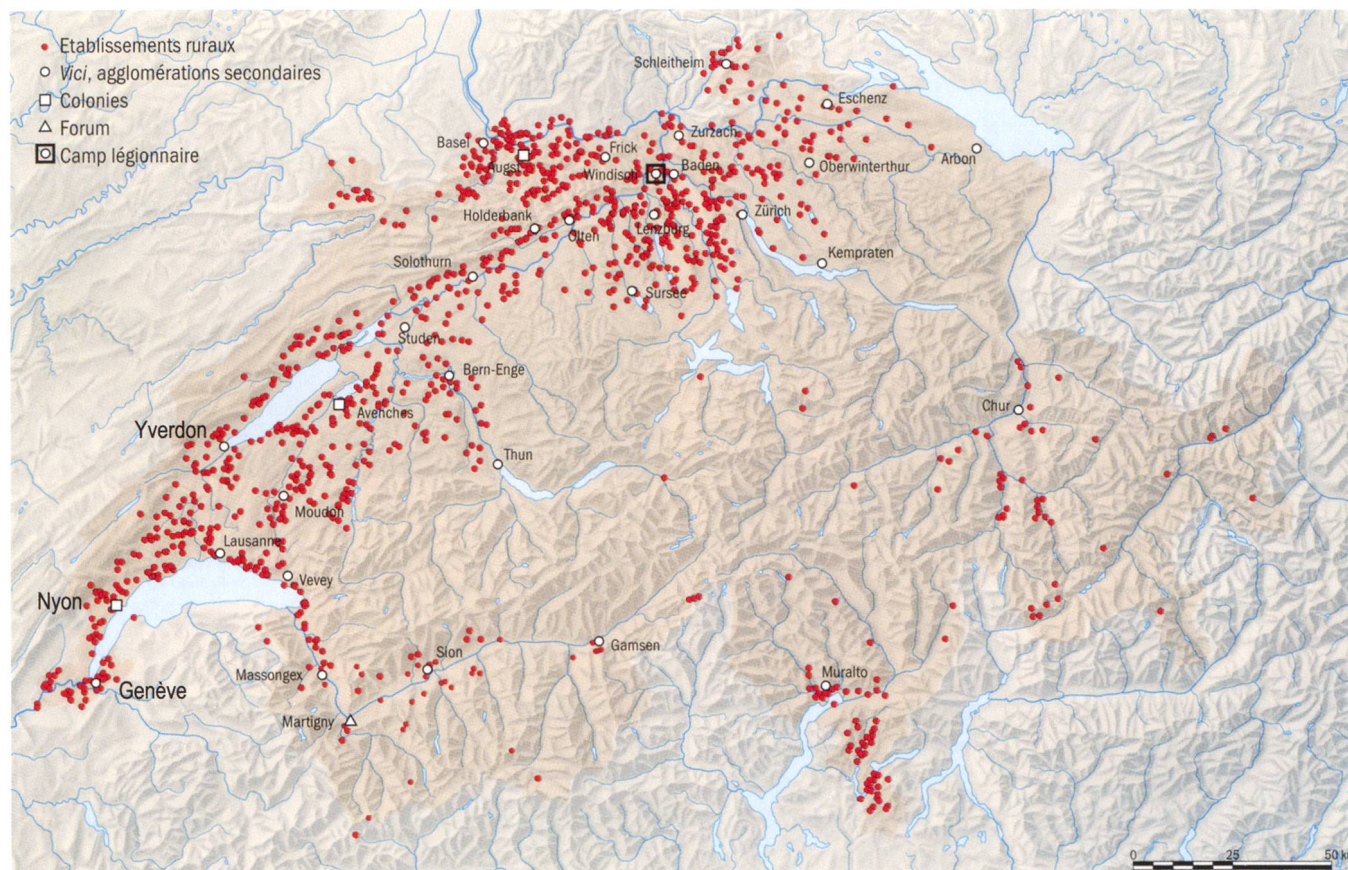 Etablissements ruraux
Vici, agglomérations secondaires
Colonies
Forum
Camp légionnaire
Schleitheim
Eschenz
Basel
Zurzach
Frick
Arbon
Augst
Windisch
Baden
Oberwinterthur
Holderbank
Olten
Lenzburg
Zürich
Kempraten
Solothurn
Sursee
Studen
Bern-Enge
Avenches
Chur
Yverdon
Thun
Moudon
Lausanne
Vevey
Nyon
Sion
Gamsen
Massongex
Muralto
Genève
Martigny
0 25 50 k